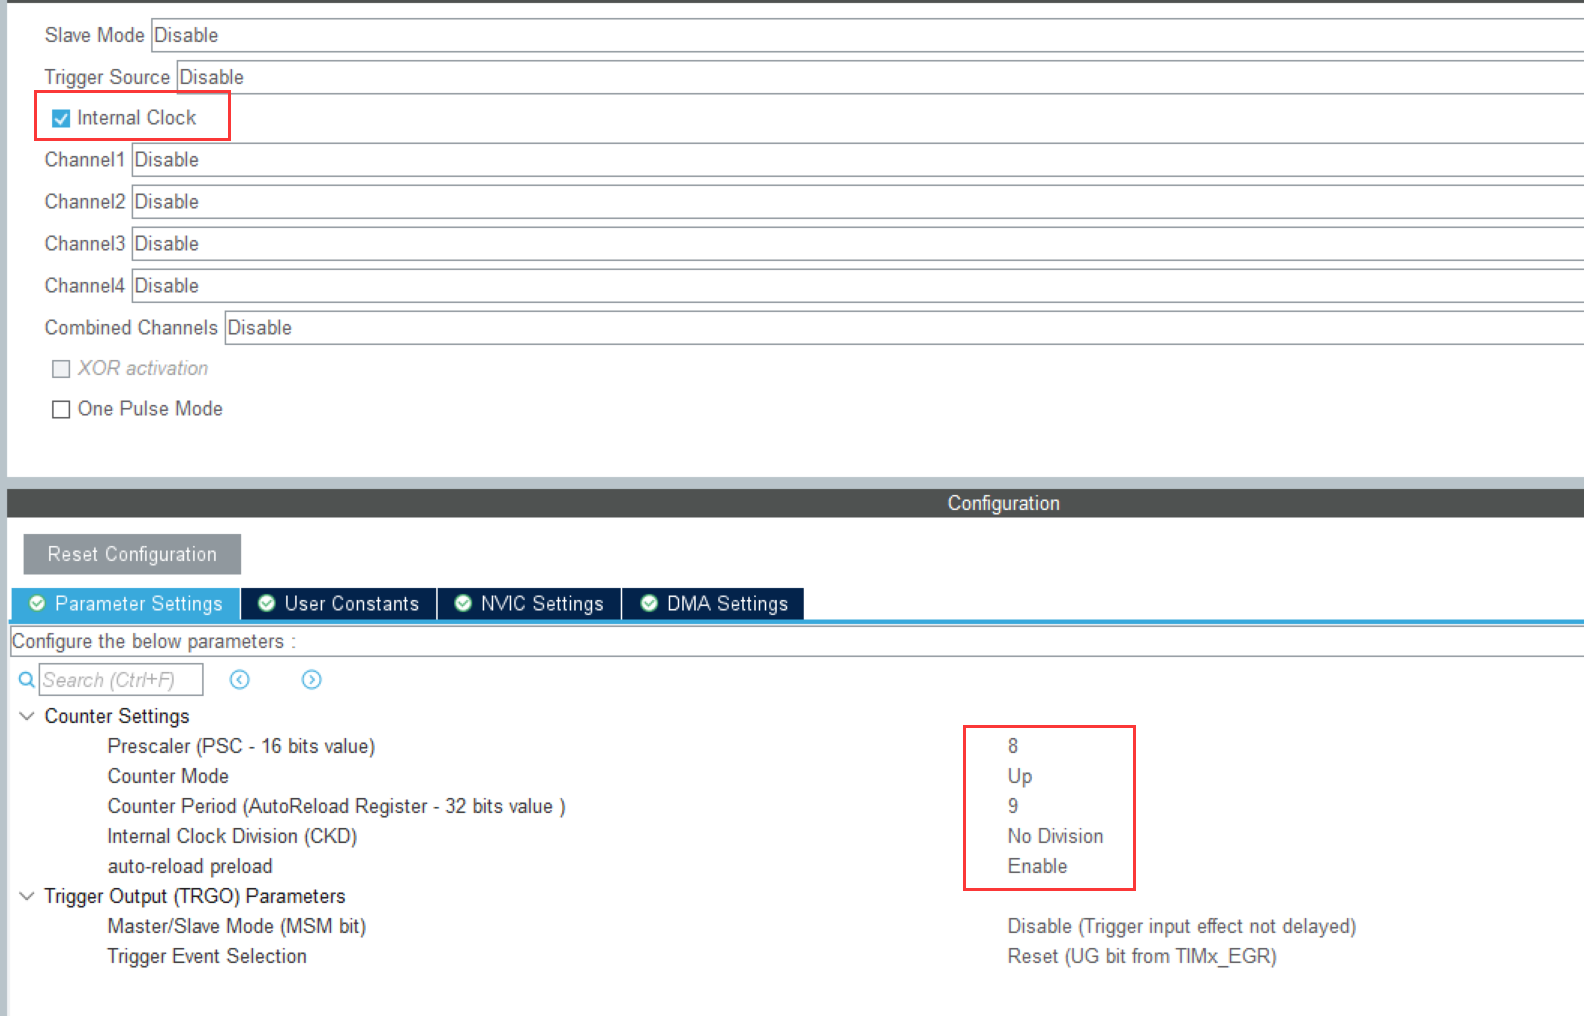 Slave Mode Disable
Trigger Source Disable
Internal Clock
Channel1 Disable
Channel2 Disable
Channel3 Disable
Channel4 Disable
Combined Channels Disable
XOR activation
One Pulse Mode
Configuration
Reset Configuration
Parameter Settings User Constants NVIC Settings DMA Settings
Configure the below parameters :
Search (Ctrl+F)
Counter Settings
Prescaler (PSC - 16 bits value) 8
Counter Mode Up
Counter Period (AutoReload Register - 32 bits value ) 9
Internal Clock Division (CKD) No Division
auto-reload preload Enable
Trigger Output (TRGO) Parameters
Master/Slave Mode (MSM bit) Disable (Trigger input effect not delayed)
Trigger Event Selection Reset (UG bit from TIMx_EGR)